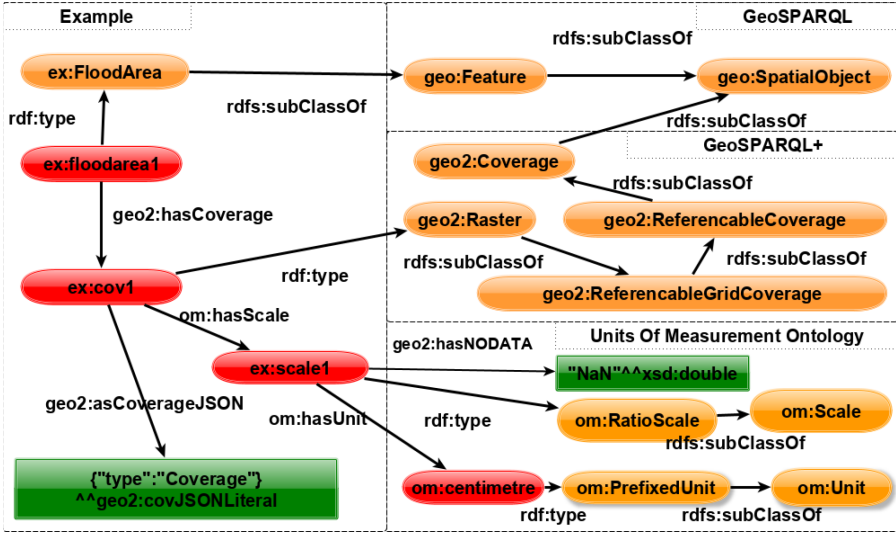 Example
GeoSPARQL
rdfs:subClassOf
ex:FloodArea
geo:Feature
geo:SpatialObject
rdfs:subClassOf
rdf:type
rdfs:subClassOf
GeoSPARQL+
ex:floodarea1
geo2:Coverage
rdfs:subClassOf
geo2:hasCoverage
geo2:Raster
geo2:ReferencableCoverage
rdf:type
rdfs:subClassOf
rdfs:subClassOf
ex:cov1
geo2:ReferencableGridCoverage
om:hasScale
Units Of Measurement Ontology
geo2:hasNODATA
ex:scale1
"NaN"^^xsd:double
geo2:asCoverageJSON
om:hasUnit
rdf:type
om:RatioScale
om:Scale
rdfs:subClassOf
{"type":"Coverage"}
^^geo2:covJSONLiteral
om:centimetre
om:PrefixedUnit
om:Unit
rdf:type
rdfs:subClassOf